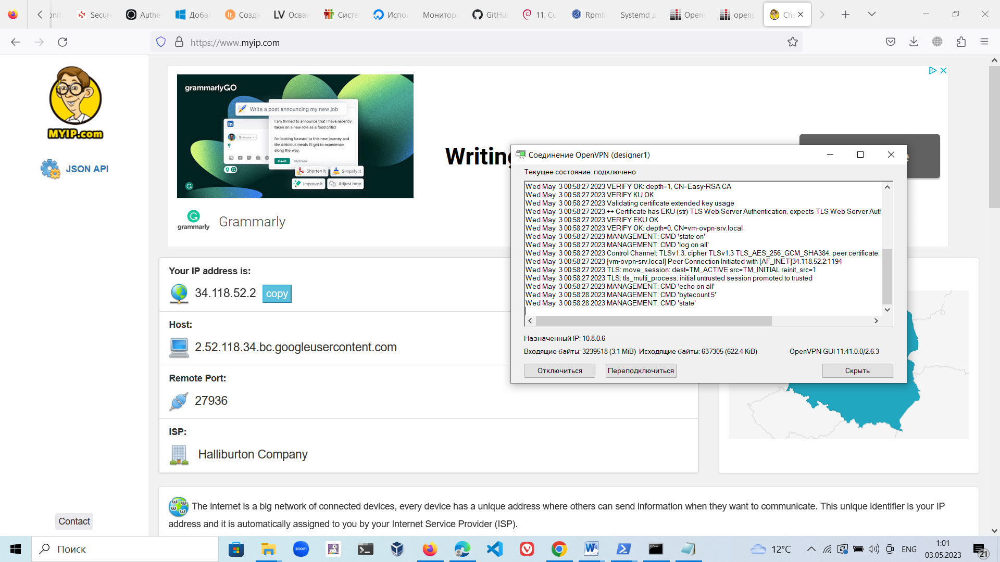 Secure
Authe
Добав
Созда
Осваи
Систе
Испол
Монитори
GitHu
11. Cu
Rpmli
Systemd д
OpenV
opens
Che
https://www.myip.com
MYIP.com
JSON API
grammarlyGO
Write a post announcing my new job
I am thrilled to announce that I have recently
taken on a new role as a food critic!
Anyone
I'm looking forward to this new journey and
the delicious meals I'll get to experience
along the way.
Insert
Rephrase
Shorten it
Simplify it
Improve it
Adjust tone
grammarly
Grammarly
Writing
Соединение OpenVPN (designer1)
Текущее состояние: подключено
Wed May 3 00:58:27 2023 VERIFY OK: depth=1, CN=Easy-RSA CA
Wed May 3 00:58:27 2023 VERIFY KU OK
Wed May 3 00:58:27 2023 Validating certificate extended key usage
Wed May 3 00:58:27 2023 ++ Certificate has EKU (str) TLS Web Server Authentication, expects TLS Web Server Auth
Wed May 3 00:58:27 2023 VERIFY EKU OK
Wed May 3 00:58:27 2023 VERIFY OK: depth=0, CN=vm-ovpn-srv.local
Wed May 3 00:58:27 2023 MANAGEMENT: CMD 'state on'
Wed May 3 00:58:27 2023 MANAGEMENT: CMD 'log on all'
Wed May 3 00:58:27 2023 Control Channel: TLSv1.3, cipher TLSv1.3 TLS_AES_256_GCM_SHA384, peer certificate:
Wed May 3 00:58:27 2023 [vm-ovpn-srv.local] Peer Connection Initiated with [AF_INET]34.118.52.2:1194
Wed May 3 00:58:27 2023 TLS: move_session: dest=TM_ACTIVE src=TM_INITIAL reinit_src=1
Wed May 3 00:58:27 2023 TLS: tls_multi_process: initial untrusted session promoted to trusted
Wed May 3 00:58:27 2023 MANAGEMENT: CMD 'echo on all'
Wed May 3 00:58:28 2023 MANAGEMENT: CMD 'bytecount 5'
Wed May 3 00:58:28 2023 MANAGEMENT: CMD 'state'
Назначенный IP: 10.8.0.6
Входящие байты: 3239518 (3.1 MiB) Исходящие байты: 637305 (622.4 KiB)
OpenVPN GUI 11.41.0.0/2.6.3
Отключиться
Переподключиться
Скрыть
Your IP address is:
34.118.52.2
copy
Host:
2.52.118.34.bc.googleusercontent.com
Remote Port:
27936
ISP:
Halliburton Company
The internet is a big network of connected devices, every device has a unique address where others can send information when they want to communicate. This unique identifier is your IP
address and it is automatically assigned to you by your Internet Service Provider (ISP).
Contact
Поиск
zoom
12°C
ENG
1:01
03.05.2023
21